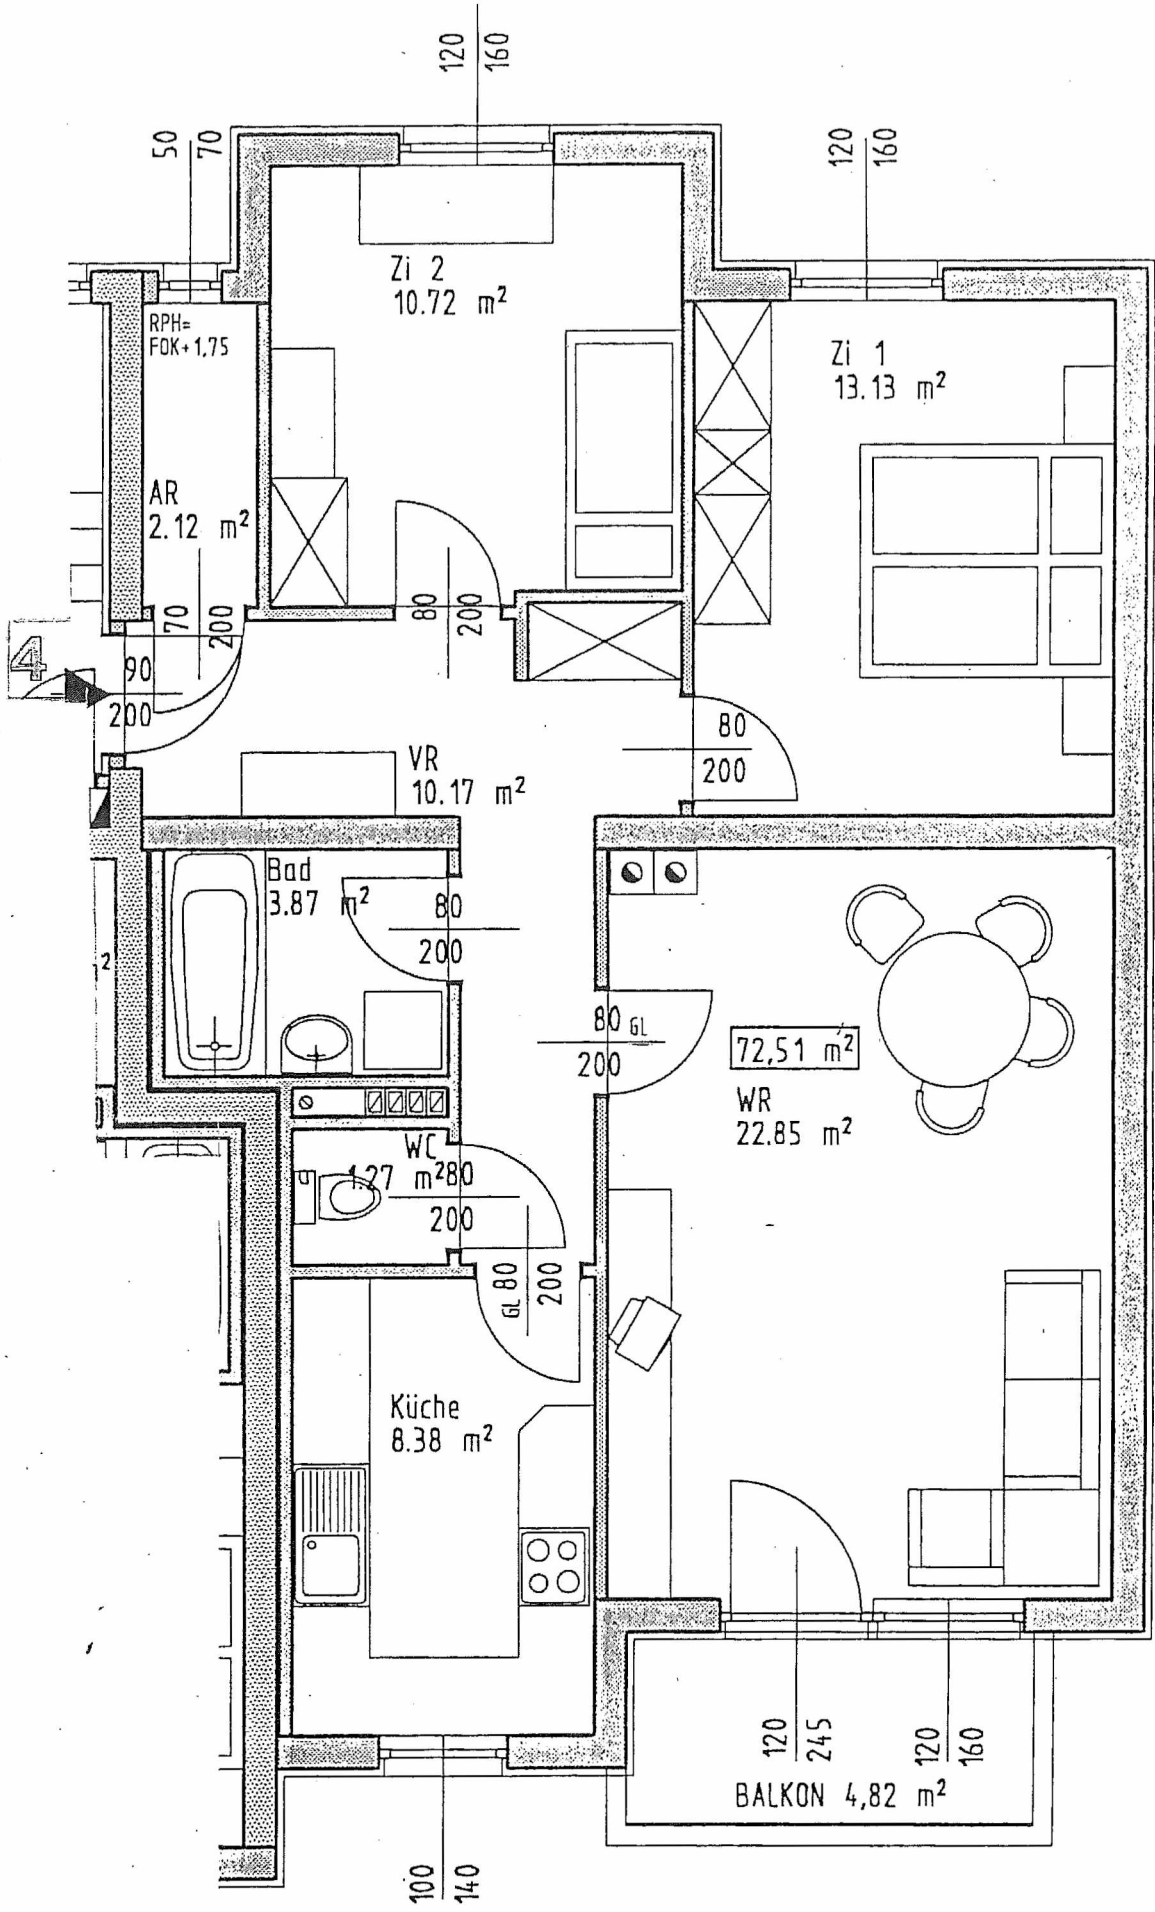 120
160
50
70
120
160
Zi 2
10.72 m²
RPH=
FOK+1,75
Zi 1
13.13 m²
AR
2.12 m²
70
200
80
200
4
90
200
80
200
VR
10.17 m²
Bad
3.87 m²
80
200
2
80 GL
200
72,51 m²
WR
22.85 m²
WC
1.27 m²
80
200
GL 80
200
Küche
8.38 m²
120
245
120
160
BALKON 4,82 m²
100
140